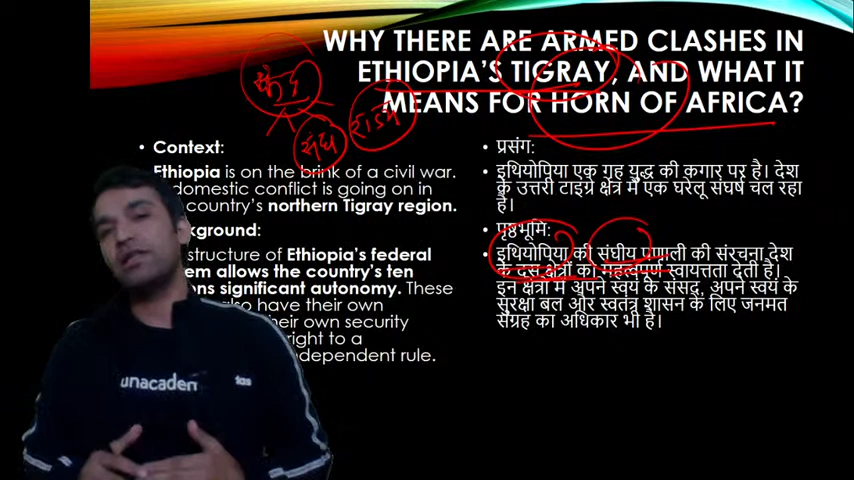 WHY THERE ARE ARMED CLASHES IN
ETHIOPIA'S TIGRAY, AND WHAT IT
MEANS FOR HORN OF AFRICA?
केंद्र
संघ
राज्य
• Context:
Ethiopia is on the brink of a civil war.
domestic conflict is going on in
country's northern Tigray region.
structure of Ethiopia's federal
allows the country's ten
significant autonomy. These
also have their own
their own security
right to a
independent rule.
• प्रसंग:
• इथियोपिया एक गृह युद्ध की कगार पर है। देश
के उत्तरी टाइग्रे क्षेत्र में एक घरेलू संघर्ष चल रहा
है।
• पृष्ठभूमि:
• इथियोपिया की संघीय प्रणाली की संरचना देश
के दस क्षेत्रों को महत्वपूर्ण स्वायत्तता देती है।
इन क्षेत्रों में अपने स्वयं के संसद, अपने स्वयं के
सुरक्षा बल और स्वतंत्र शासन के लिए जनमत
संग्रह का अधिकार भी है।
unacadem